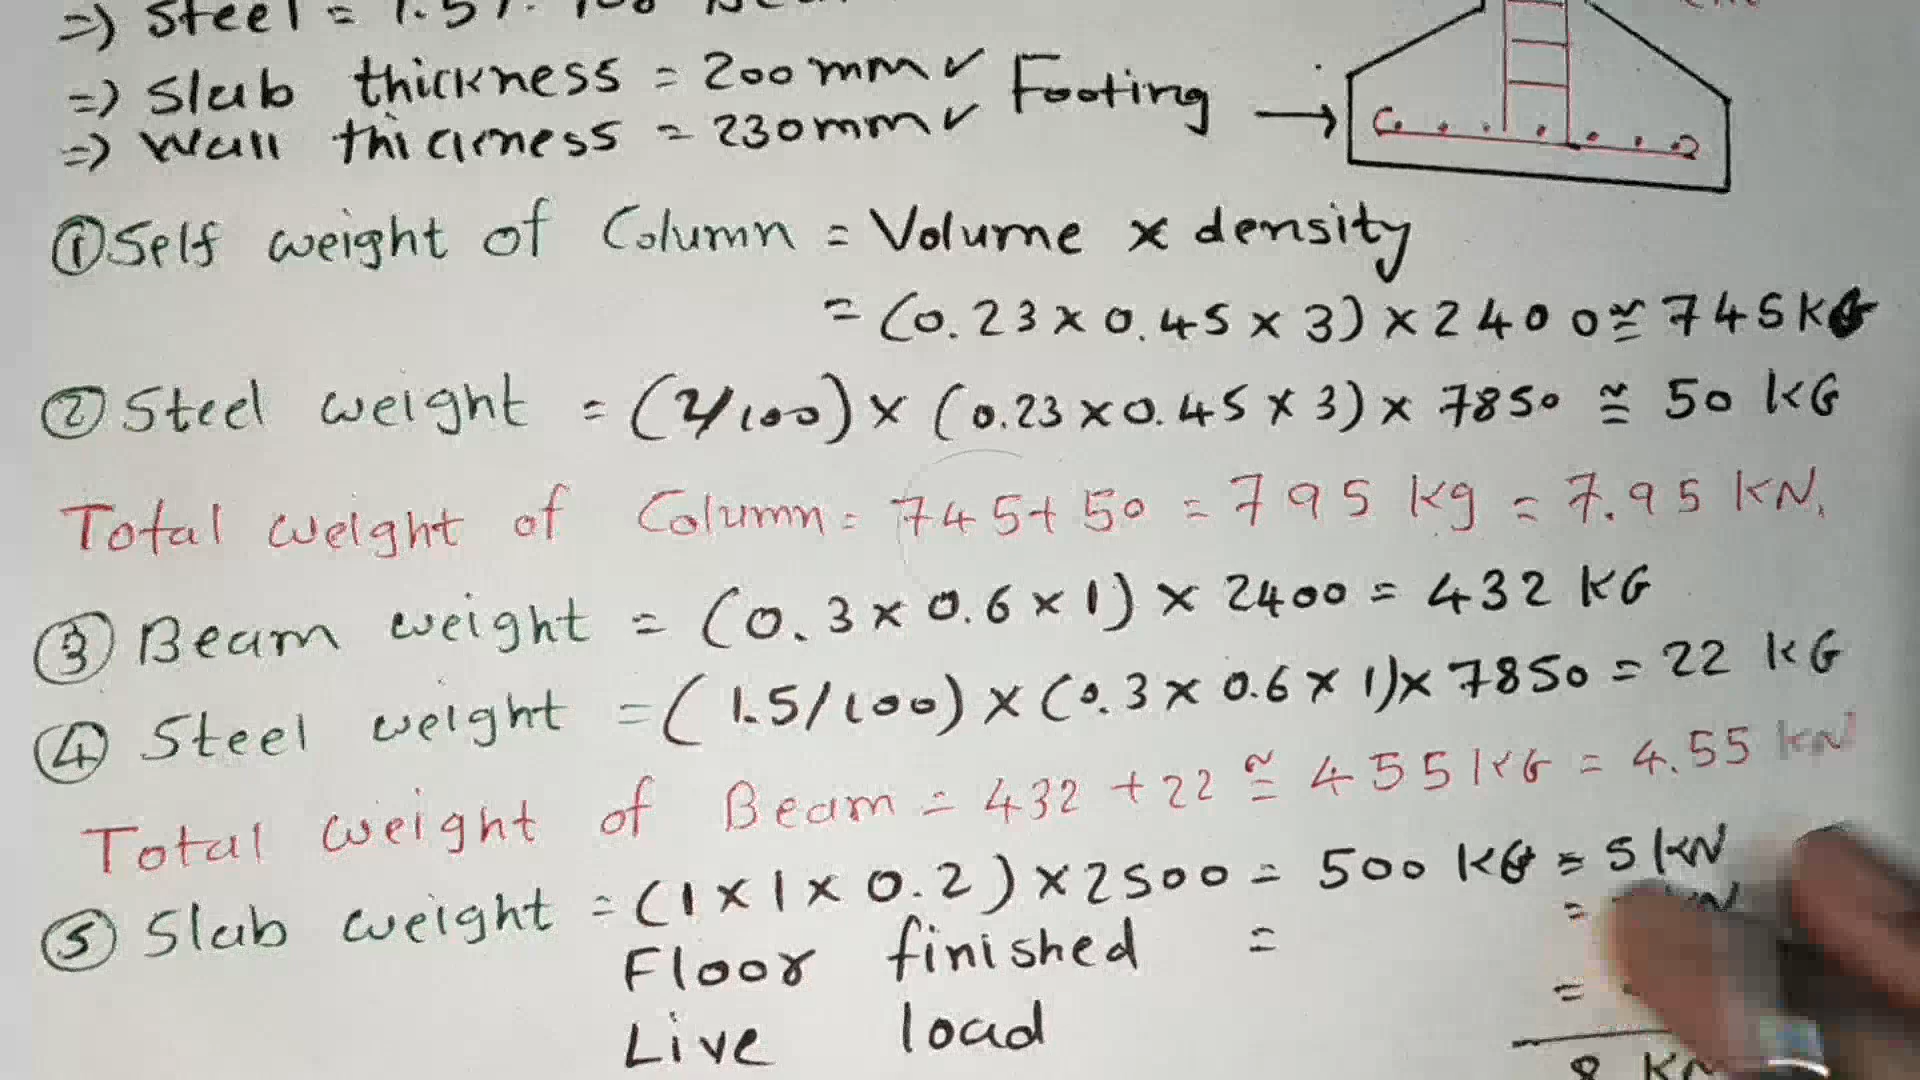 => Steel = 1.5%
=> Slab thickness = 200mm ✓
=> Wall thickness = 230mm ✓
Footing →
① Self weight of Column = Volume × density
= (0.23 × 0.45 × 3) × 2400 ≅ 745 KG
② Steel weight = (2/100) × (0.23 × 0.45 × 3) × 7850 ≅ 50 KG
Total weight of Column = 745 + 50 = 795 kg = 7.95 KN.
③ Beam weight = (0.3 × 0.6 × 1) × 2400 = 432 KG
④ Steel weight = (1.5/100) × (0.3 × 0.6 × 1) × 7850 = 22 KG
Total weight of Beam = 432 + 22 ≅ 455 KG = 4.55 KN
⑤ Slab weight = (1 × 1 × 0.2) × 2500 = 500 KG = 5 KN
Floor finished = =
Live load =
8 KN